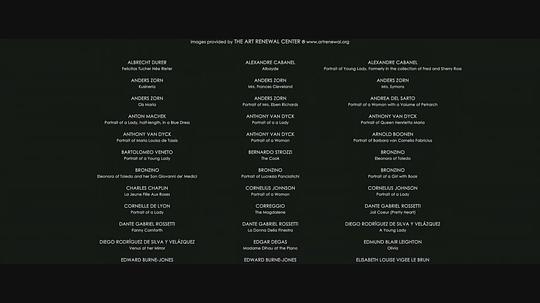 Images provided by THE ART RENEWAL CENTER ® www.artrenewal.org
ALBRECHT DURER
Felicitas Tucher Née Rieter
ANDERS ZORN
Kusineria
ANDERS ZORN
Ols Maria
ANTON MACHEK
Portrait of a Lady, Half-length, in a Blue Dress
ANTHONY VAN DYCK
Portrait of Maria Louisa de Tassis
BARTOLOMEO VENETO
Portrait of a Young Lady
BRONZINO
Eleonora of Toledo and her Son Giovanni de' Medici
CHARLES CHAPLIN
La Jeune Fille Aux Roses
CORNEILLE DE LYON
Portrait of a Lady
DANTE GABRIEL ROSSETTI
Fanny Cornforth
DIEGO RODRÍGUEZ DE SILVA Y VELÁZQUEZ
Venus at her Mirror
EDWARD BURNE-JONES
ALEXANDRE CABANEL
Albayde
ANDERS ZORN
Mrs. Frances Cleveland
ANDERS ZORN
Portrait of Mrs. Eben Richards
ANTHONY VAN DYCK
Portrait of a a Lady
ANTHONY VAN DYCK
Portrait of a Woman
BERNARDO STROZZI
The Cook
BRONZINO
Portrait of Lucrezia Panciatichi
CORNELIUS JOHNSON
Portrait of a Woman
CORREGGIO
The Magdalene
DANTE GABRIEL ROSSETTI
La Donna Della Finestra
EDGAR DEGAS
Madame Dihau at the Piano
EDWARD BURNE-JONES
ALEXANDRE CABANEL
Portrait of Young Lady, Formerly in the collection of Fred and Sherry Ross
ANDERS ZORN
Mrs. Symons
ANDREA DEL SARTO
Portrait of a Woman with a Volume of Petrarch
ANTHONY VAN DYCK
Portrait of Queen Henrietta Maria
ARNOLD BOONEN
Portrait of Barbara van Cornelia Fabricius
BRONZINO
Eleonora of Toledo
BRONZINO
Portrait of a Girl with Book
CORNELIUS JOHNSON
Portrait of a Lady
DANTE GABRIEL ROSSETTI
Joli Coeur (Pretty Heart)
DIEGO RODRÍGUEZ DE SILVA Y VELÁZQUEZ
A Young Lady
EDMUND BLAIR LEIGHTON
Olivia
ELISABETH LOUISE VIGEE LE BRUN